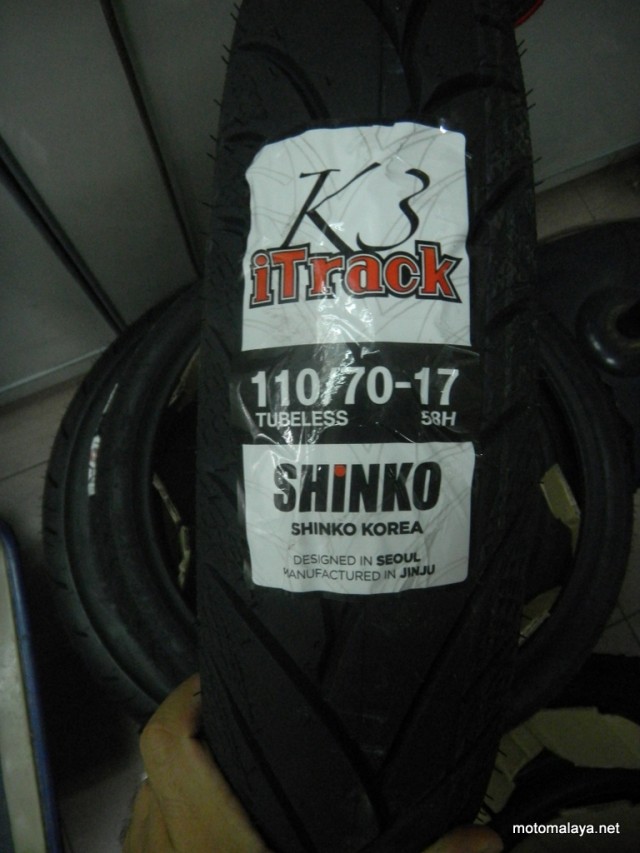 K3
iTrack
110/70-17
TUBELESS 58H
SHiNKO
SHINKO KOREA
DESIGNED IN SEOUL
MANUFACTURED IN JINJU
motomalaya.net